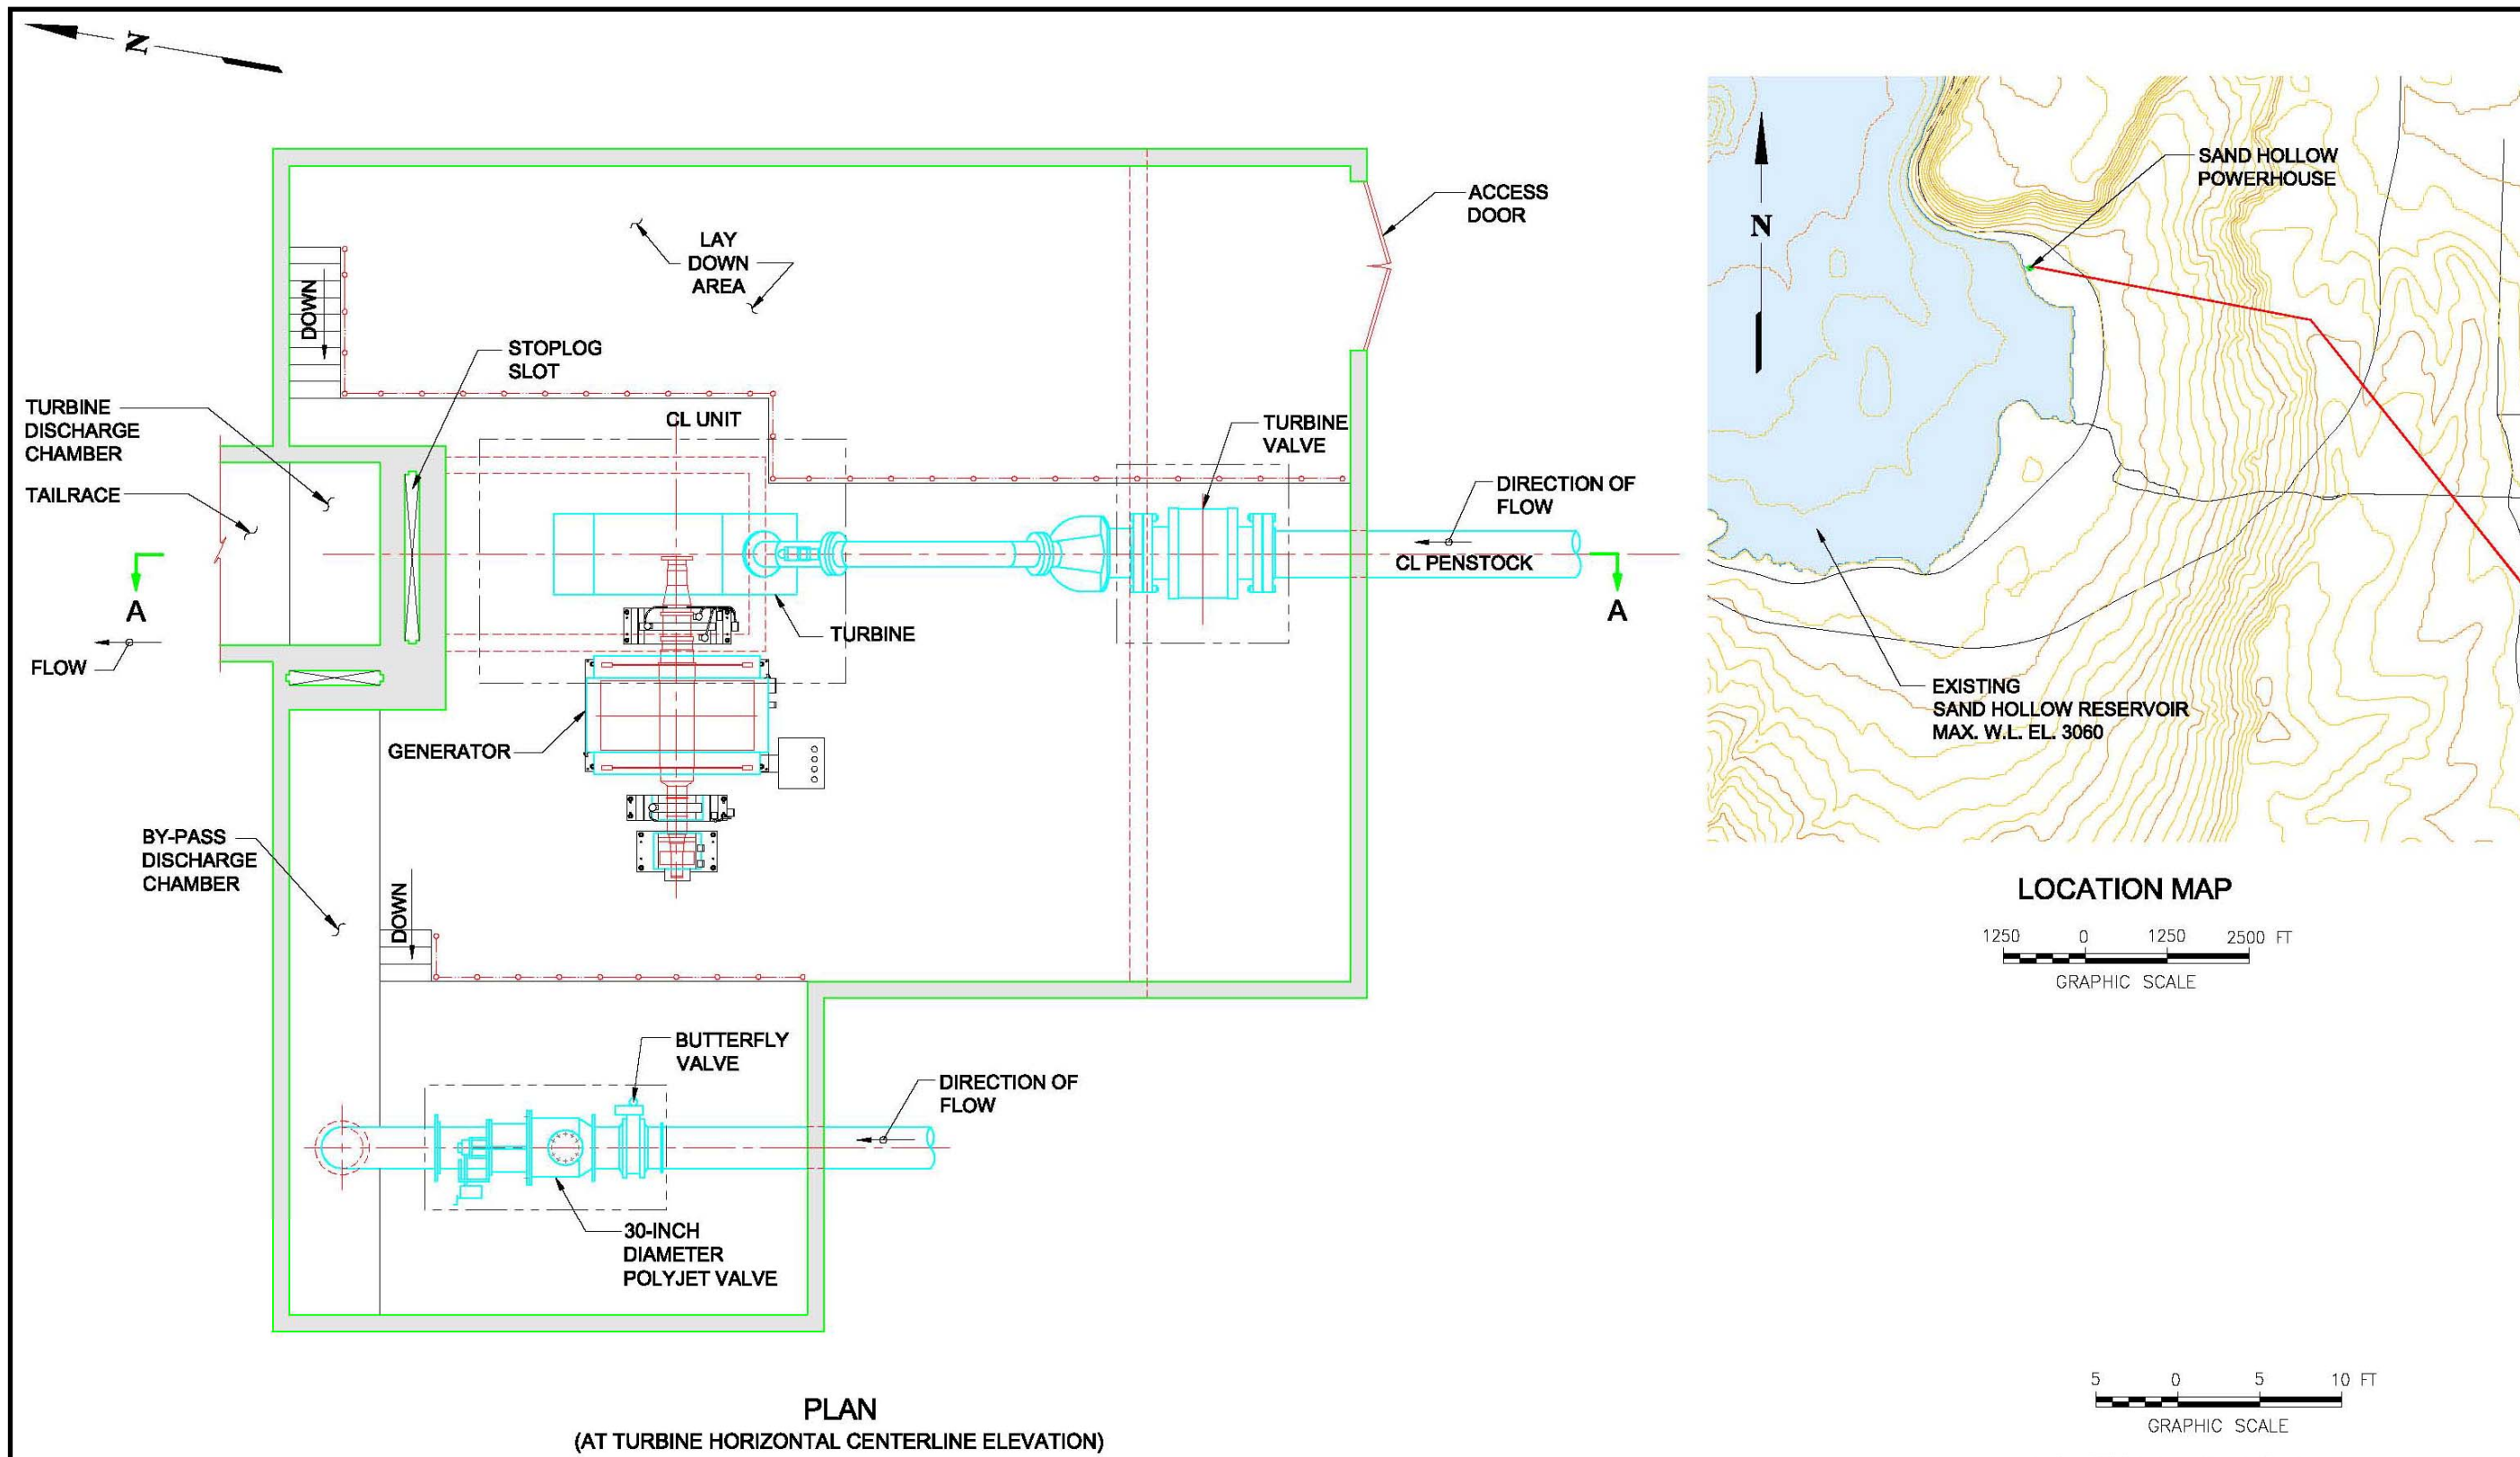 N
LAY
DOWN
AREA
ACCESS
DOOR
DOWN
STOPLOG
SLOT
TURBINE
DISCHARGE
CHAMBER
CL UNIT
TURBINE
VALVE
TAILRACE
DIRECTION OF
FLOW
CL PENSTOCK
A
A
TURBINE
FLOW
GENERATOR
BY-PASS
DISCHARGE
CHAMBER
DOWN
BUTTERFLY
VALVE
DIRECTION OF
FLOW
30-INCH
DIAMETER
POLYJET VALVE
PLAN
(AT TURBINE HORIZONTAL CENTERLINE ELEVATION)
SAND HOLLOW
POWERHOUSE
N
EXISTING
SAND HOLLOW RESERVOIR
MAX. W.L. EL. 3060
LOCATION MAP
1250 0 1250 2500 FT
GRAPHIC SCALE
5 0 5 10 FT
GRAPHIC SCALE